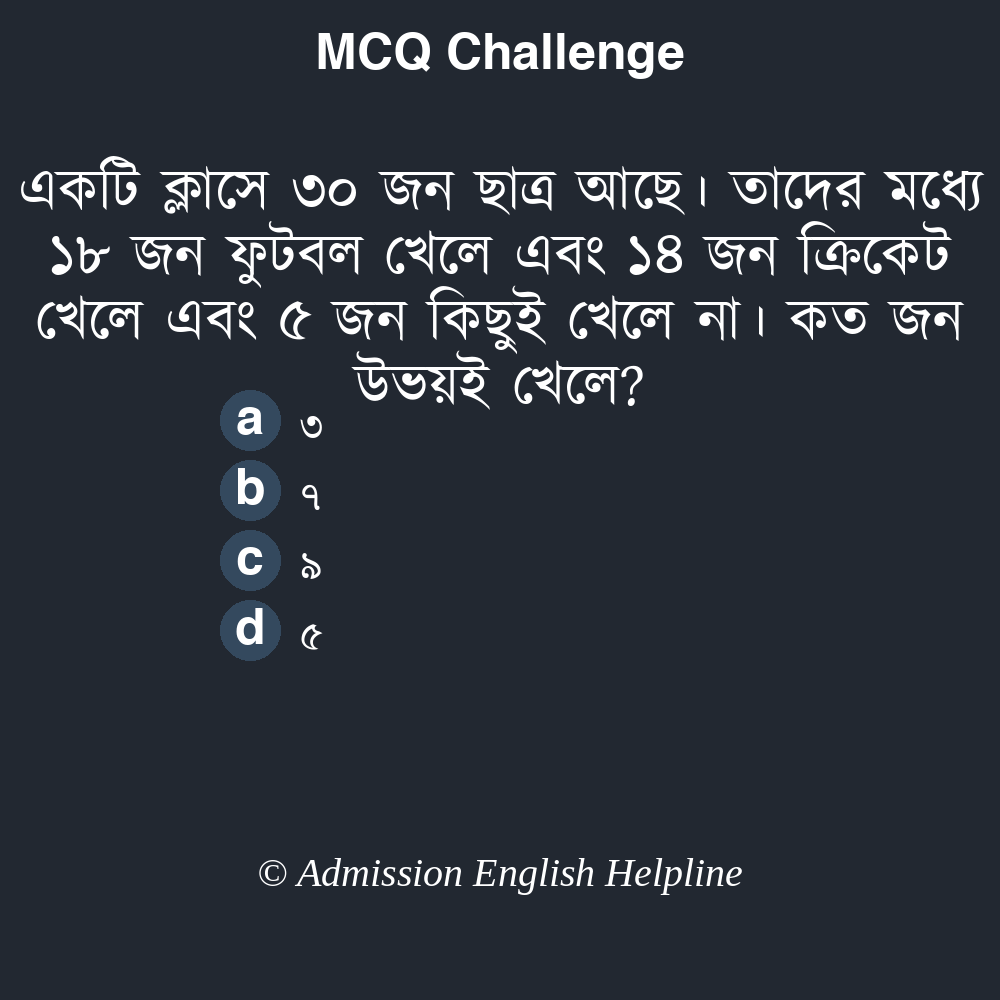 MCQ Challenge
একটি ক্লাসে ৩০ জন ছাত্র আছে। তাদের মধ্যে
১৮ জন ফুটবল খেলে এবং ১৪ জন ক্রিকেট
খেলে এবং ৫ জন কিছুই খেলে না। কত জন
উভয়ই খেলে?
a ৩
b ৭
c ৯
d ৫
© Admission English Helpline